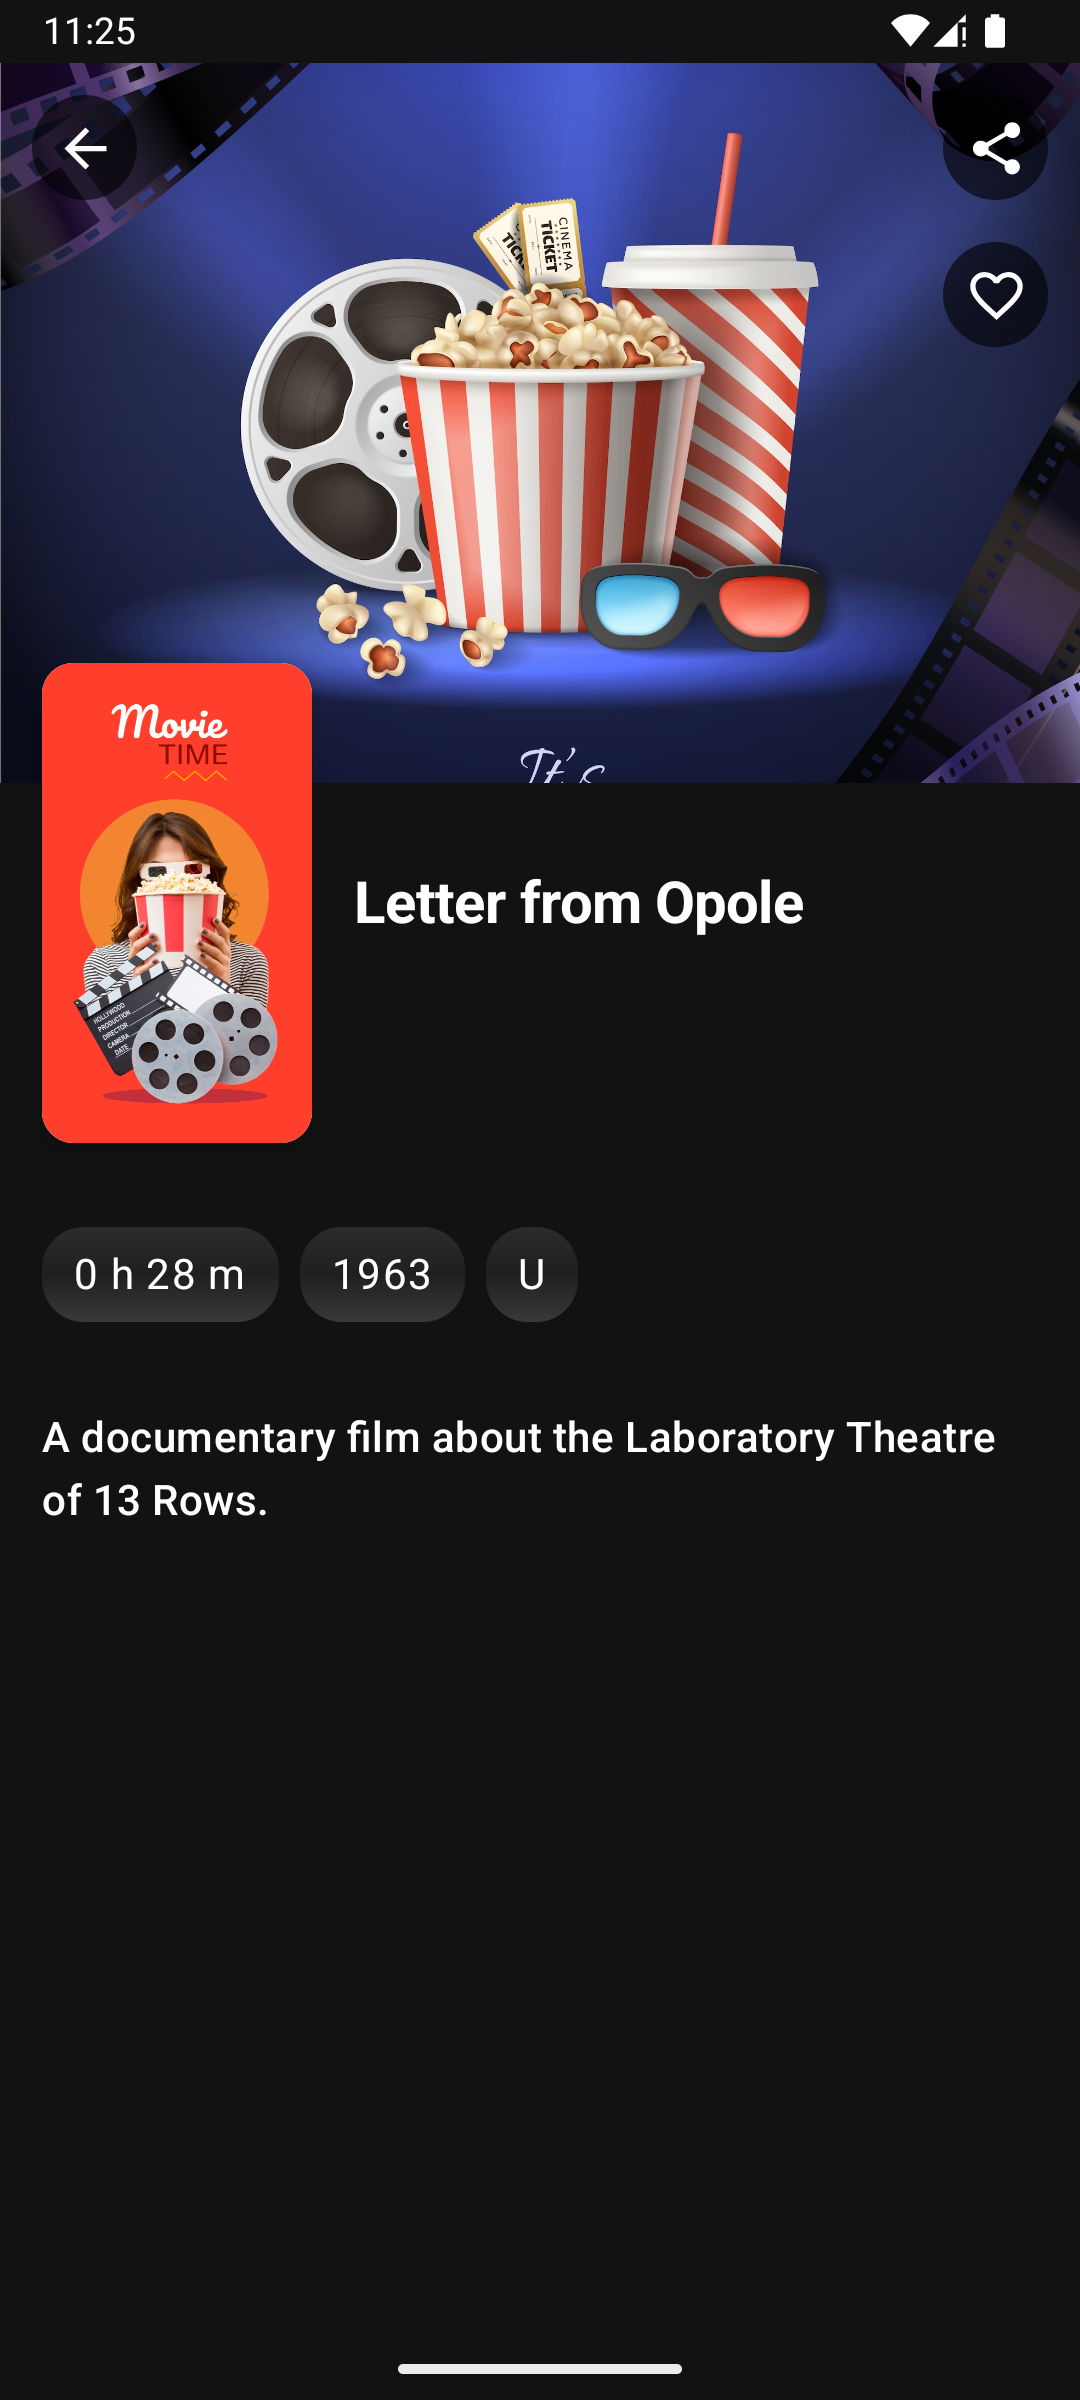 11:25
CINEMA
TICKET
TICK
It's
Movie
TIME
HOLLYWOOD
PRODUCTION
DIRECTOR
CAMERA
DATE
Letter from Opole
0 h 28 m
1963
U
A documentary film about the Laboratory Theatre
of 13 Rows.